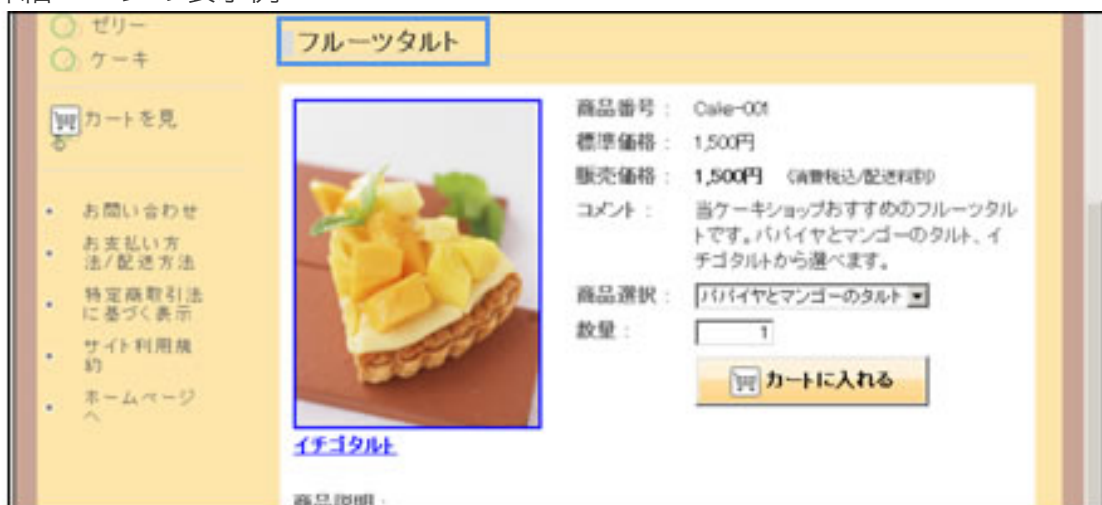 ゼリー
ケーキ
カートを見
る
お問い合わせ
お支払い方
法/配送方法
特定商取引法
に基づく表示
サイト利用規
約
ホームページ
へ
フルーツタルト
商品番号： Cake-001
標準価格： 1,500円
販売価格： 1,500円 (消費税込/配送料別)
コメント： 当ケーキショップおすすめのフルーツタル
トです。パパイヤとマンゴーのタルト、イ
チゴタルトから選べます。
商品選択： パパイヤとマンゴーのタルト
数量： 1
カートに入れる
イチゴタルト
商品説明：